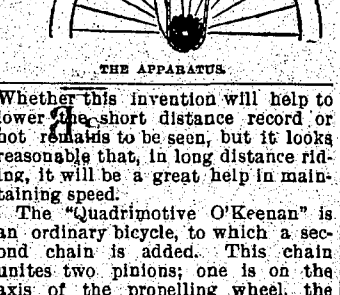 THE APPARATUS.
Whether this invention will help to
lower the short distance record or
not remains to be seen, but it looks
reasonable that, in long distance rid-
ing, it will be a great help in main-
taining speed.
The "Quadrimotive O'Keenan" is
an ordinary bicycle, to which a sec-
ond chain is added. This chain
unites two pinions; one is on the
axis of the propelling wheel, the